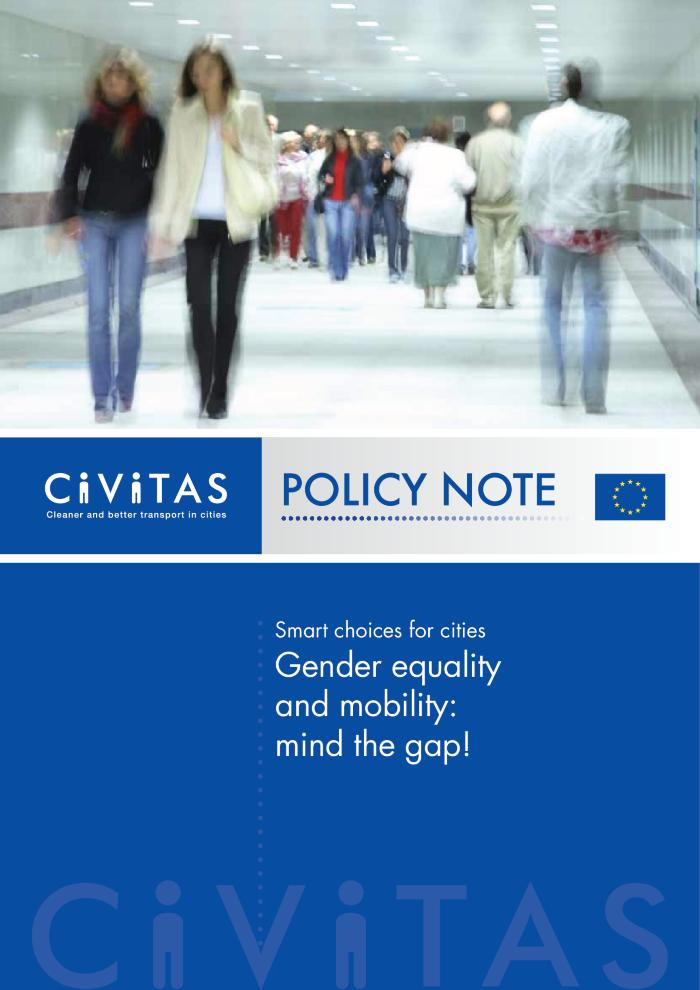 CiViTAS
Cleaner and better transport in cities
POLICY NOTE
Smart choices for cities
Gender equality
and mobility:
mind the gap!
CiViTAS